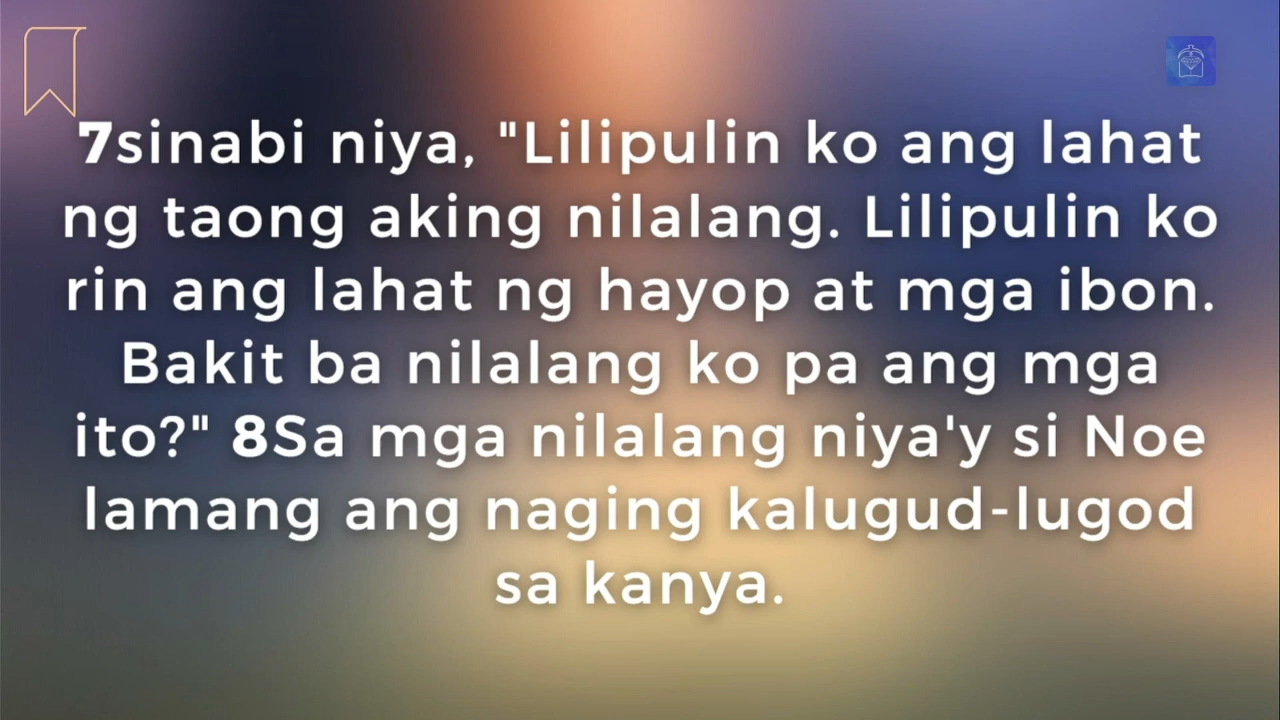 7sinabi niya, "Lilipulin ko ang lahat
ng taong aking nilalang. Lilipulin ko
rin ang lahat ng hayop at mga ibon.
Bakit ba nilalang ko pa ang mga
ito?" 8Sa mga nilalang niya'y si Noe
lamang ang naging kalugud-lugod
sa kanya.